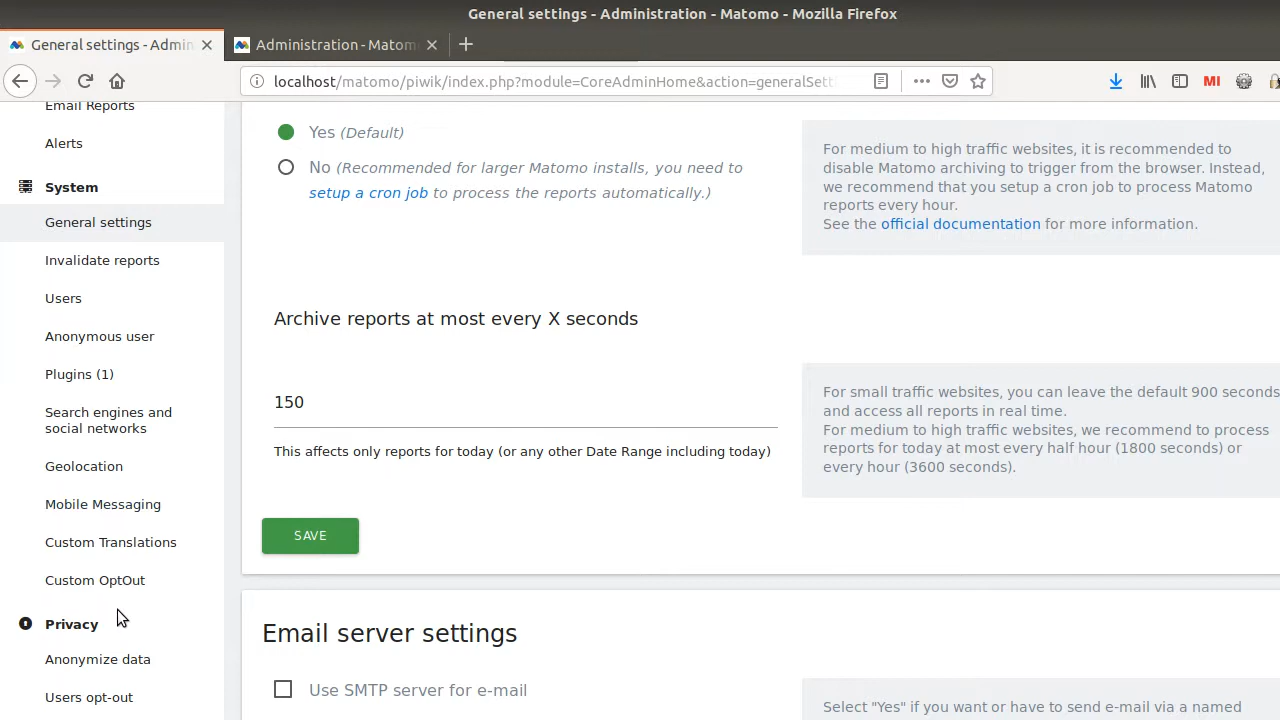 General settings - Administration - Matomo - Mozilla Firefox
General settings - Admin
Administration - Matom
localhost/matomo/piwik/index.php?module=CoreAdminHome&action=generalSett
MI
Email Reports
Alerts
System
General settings
Invalidate reports
Users
Anonymous user
Plugins (1)
Search engines and
social networks
Geolocation
Mobile Messaging
Custom Translations
Custom OptOut
Privacy
Anonymize data
Users opt-out
Yes (Default)
No (Recommended for larger Matomo installs, you need to
setup a cron job to process the reports automatically.)
For medium to high traffic websites, it is recommended to
disable Matomo archiving to trigger from the browser. Instead,
we recommend that you setup a cron job to process Matomo
reports every hour.
See the official documentation for more information.
Archive reports at most every X seconds
150
This affects only reports for today (or any other Date Range including today)
For small traffic websites, you can leave the default 900 seconds
and access all reports in real time.
For medium to high traffic websites, we recommend to process
reports for today at most every half hour (1800 seconds) or
every hour (3600 seconds).
SAVE
Email server settings
Use SMTP server for e-mail
Select "Yes" if you want or have to send e-mail via a named